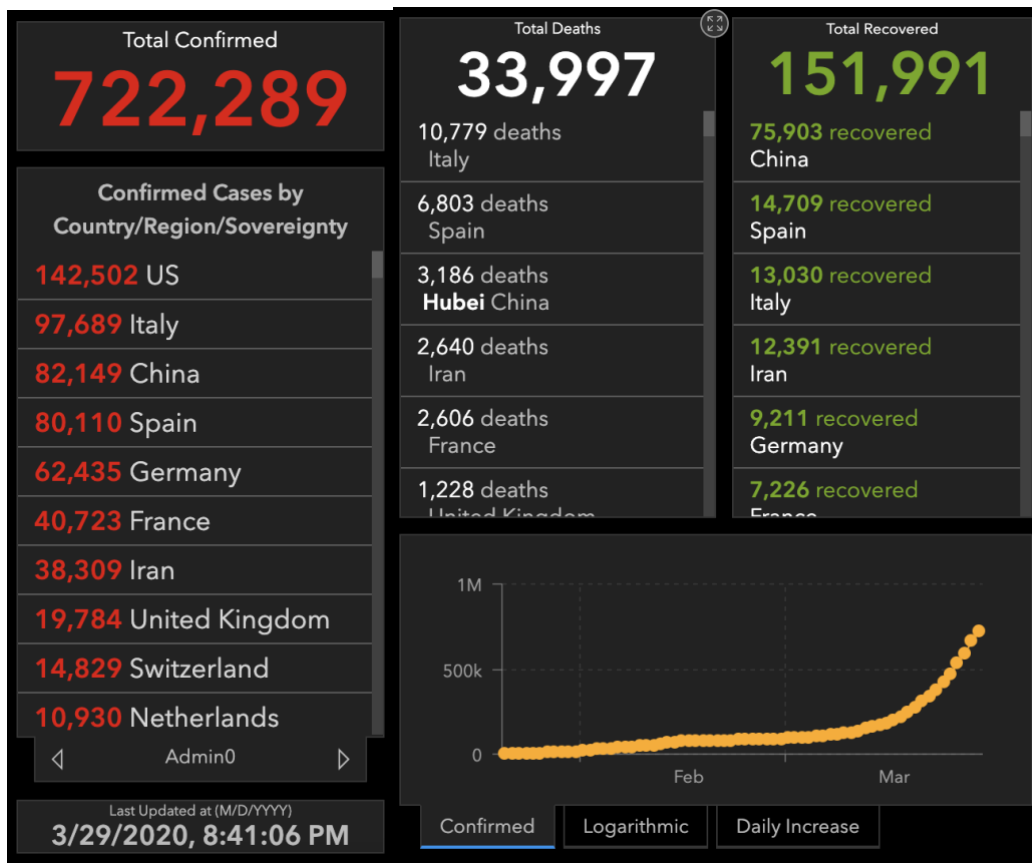 Total Confirmed
722,289
Confirmed Cases by
Country/Region/Sovereignty
142,502 US
97,689 Italy
82,149 China
80,110 Spain
62,435 Germany
40,723 France
38,309 Iran
19,784 United Kingdom
14,829 Switzerland
10,930 Netherlands
Admin0
Last Updated at (M/D/YYYY)
3/29/2020, 8:41:06 PM
Total Deaths
33,997
10,779 deaths
Italy
6,803 deaths
Spain
3,186 deaths
Hubei China
2,640 deaths
Iran
2,606 deaths
France
1,228 deaths
United Kingdom
Total Recovered
151,991
75,903 recovered
China
14,709 recovered
Spain
13,030 recovered
Italy
12,391 recovered
Iran
9,211 recovered
Germany
7,226 recovered
France
1M
500k
0
Feb
Mar
Confirmed
Logarithmic
Daily Increase